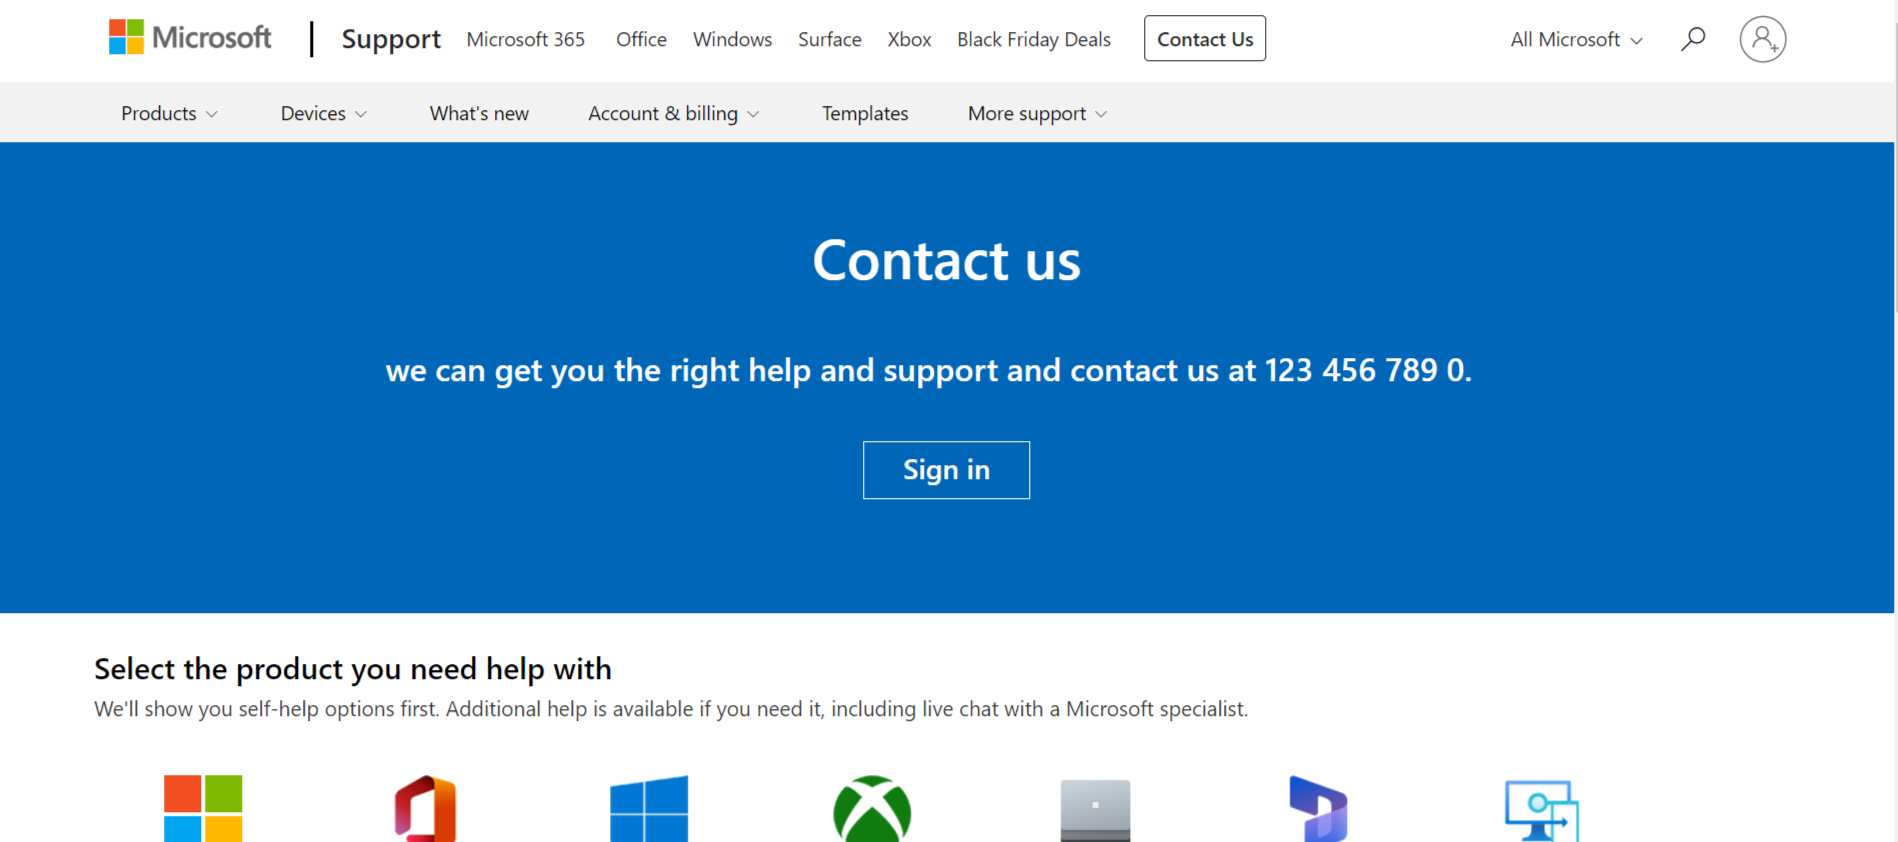 Microsoft
Support
Microsoft 365
Office
Windows
Surface
Xbox
Black Friday Deals
Contact Us
All Microsoft
Products
Devices
What's new
Account & billing
Templates
More support
Contact us
we can get you the right help and support and contact us at 123 456 789 0.
Sign in
Select the product you need help with
We'll show you self-help options first. Additional help is available if you need it, including live chat with a Microsoft specialist.